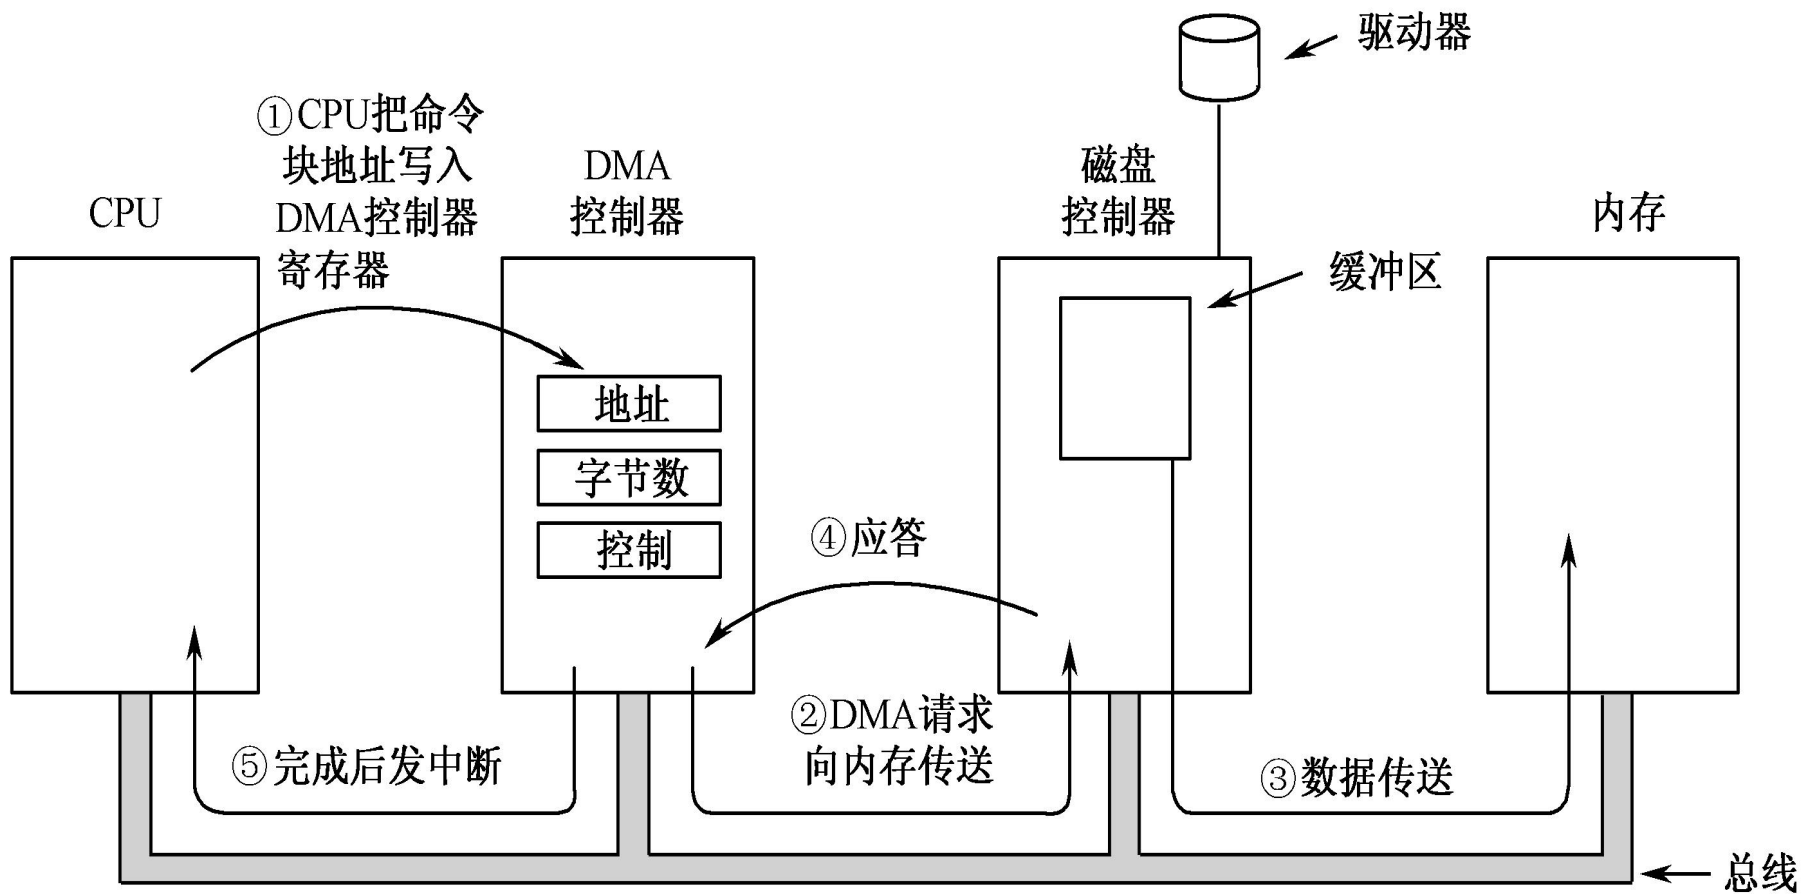 驱动器
①CPU把命令
块地址写入
DMA控制器
寄存器
CPU
DMA
控制器
磁盘
控制器
内存
缓冲区
地址
字节数
控制
④应答
②DMA请求
向内存传送
⑤完成后发中断
③数据传送
总线